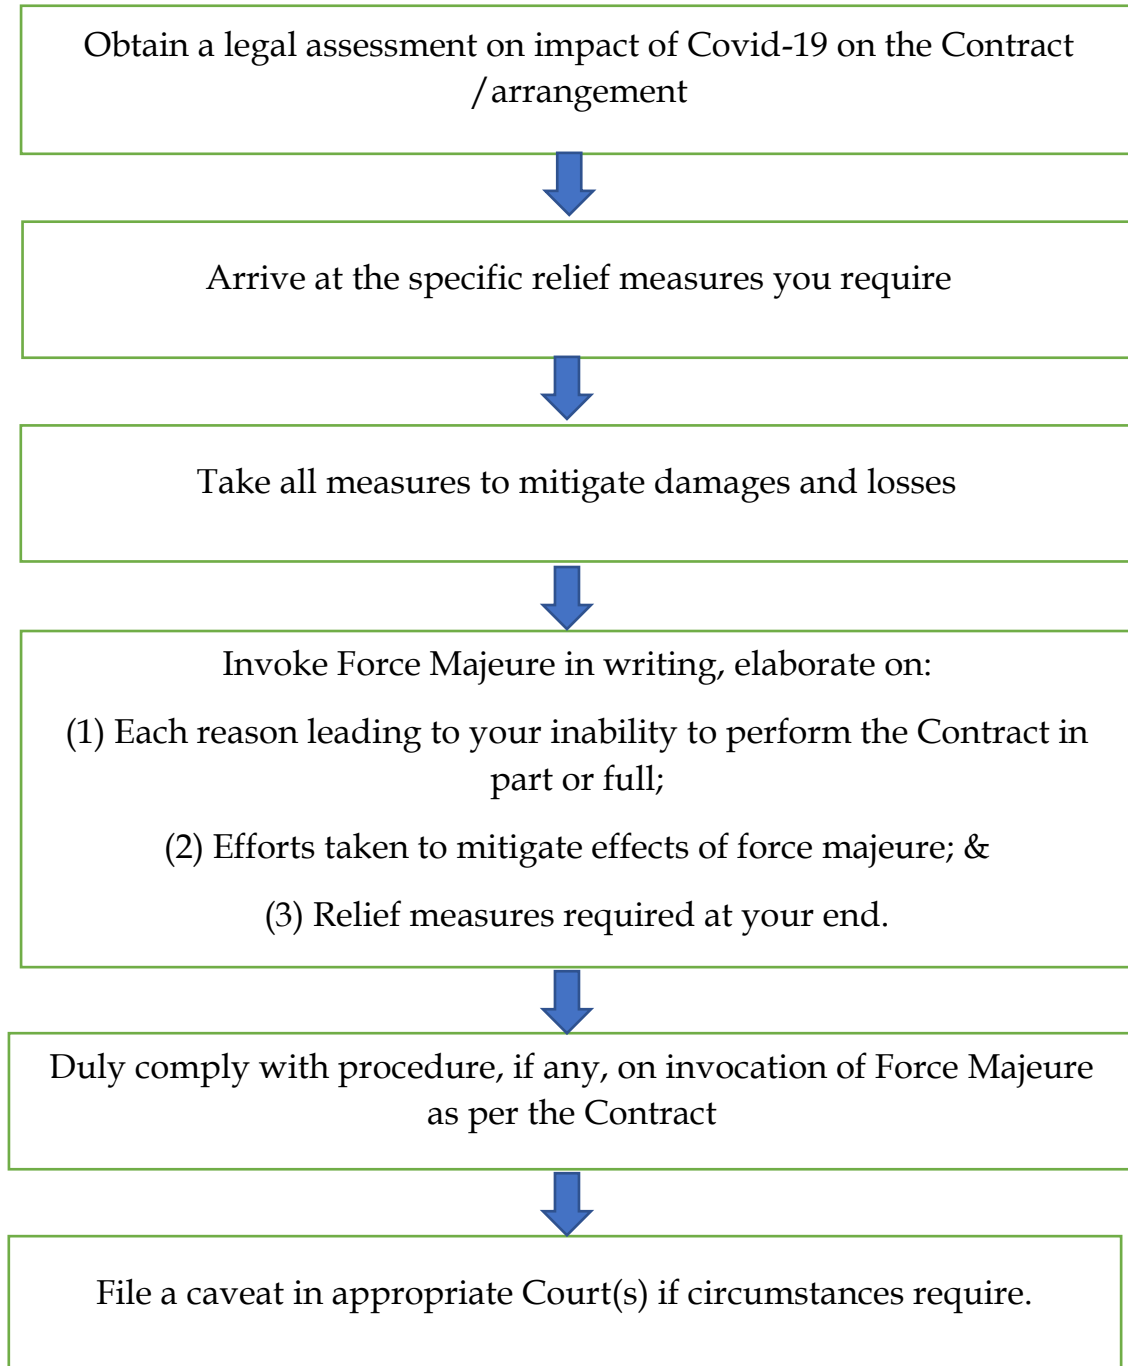 Obtain a legal assessment on impact of Covid-19 on the Contract
/arrangement
Arrive at the specific relief measures you require
Take all measures to mitigate damages and losses
Invoke Force Majeure in writing, elaborate on:
(1) Each reason leading to your inability to perform the Contract in
part or full;
(2) Efforts taken to mitigate effects of force majeure; &
(3) Relief measures required at your end.
Duly comply with procedure, if any, on invocation of Force Majeure
as per the Contract
File a caveat in appropriate Court(s) if circumstances require.